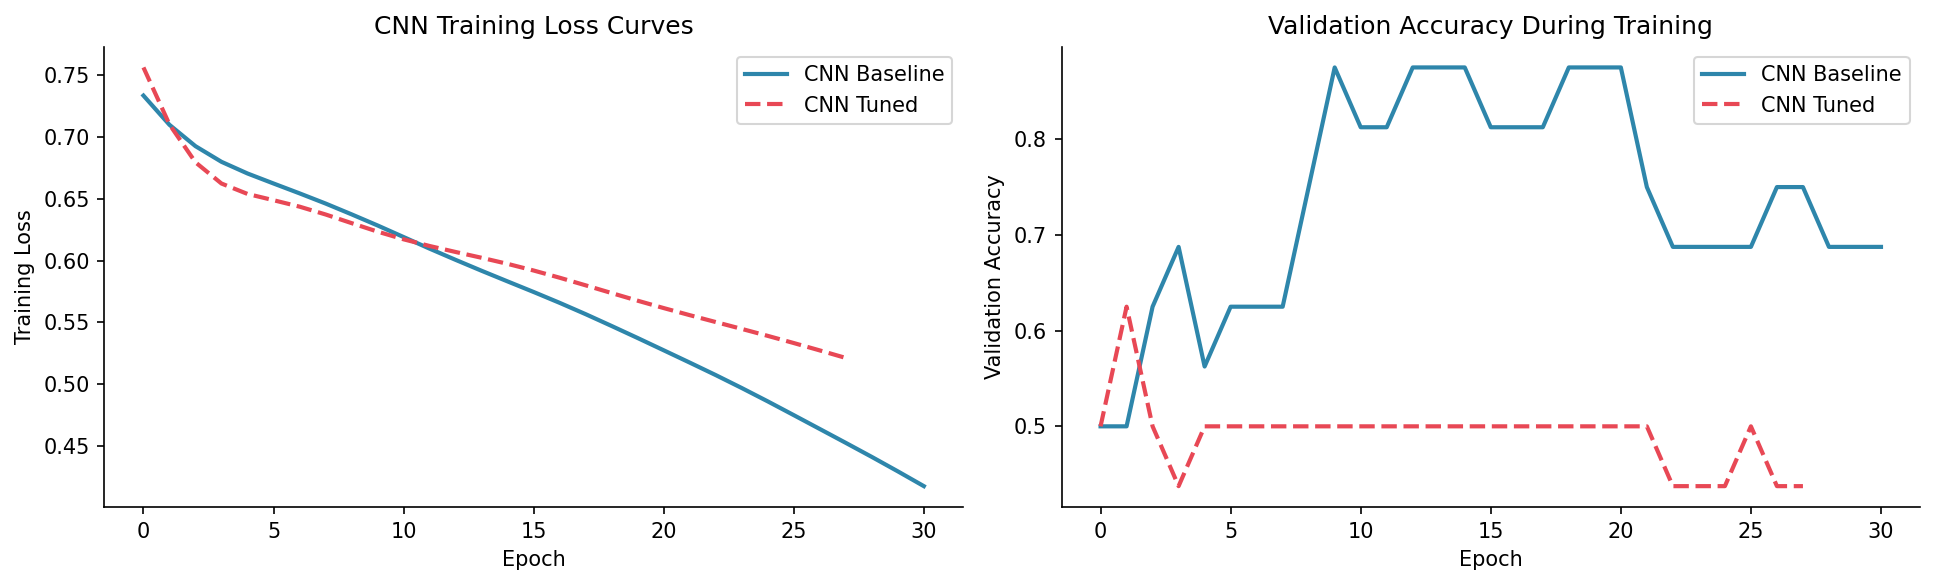 CNN Training Loss Curves
CNN Baseline
CNN Tuned
0.75
0.70
0.65
0.60
0.55
0.50
0.45
Training Loss
0 5 10 15 20 25 30
Epoch
Validation Accuracy During Training
CNN Baseline
CNN Tuned
0.8
0.7
0.6
0.5
Validation Accuracy
0 5 10 15 20 25 30
Epoch